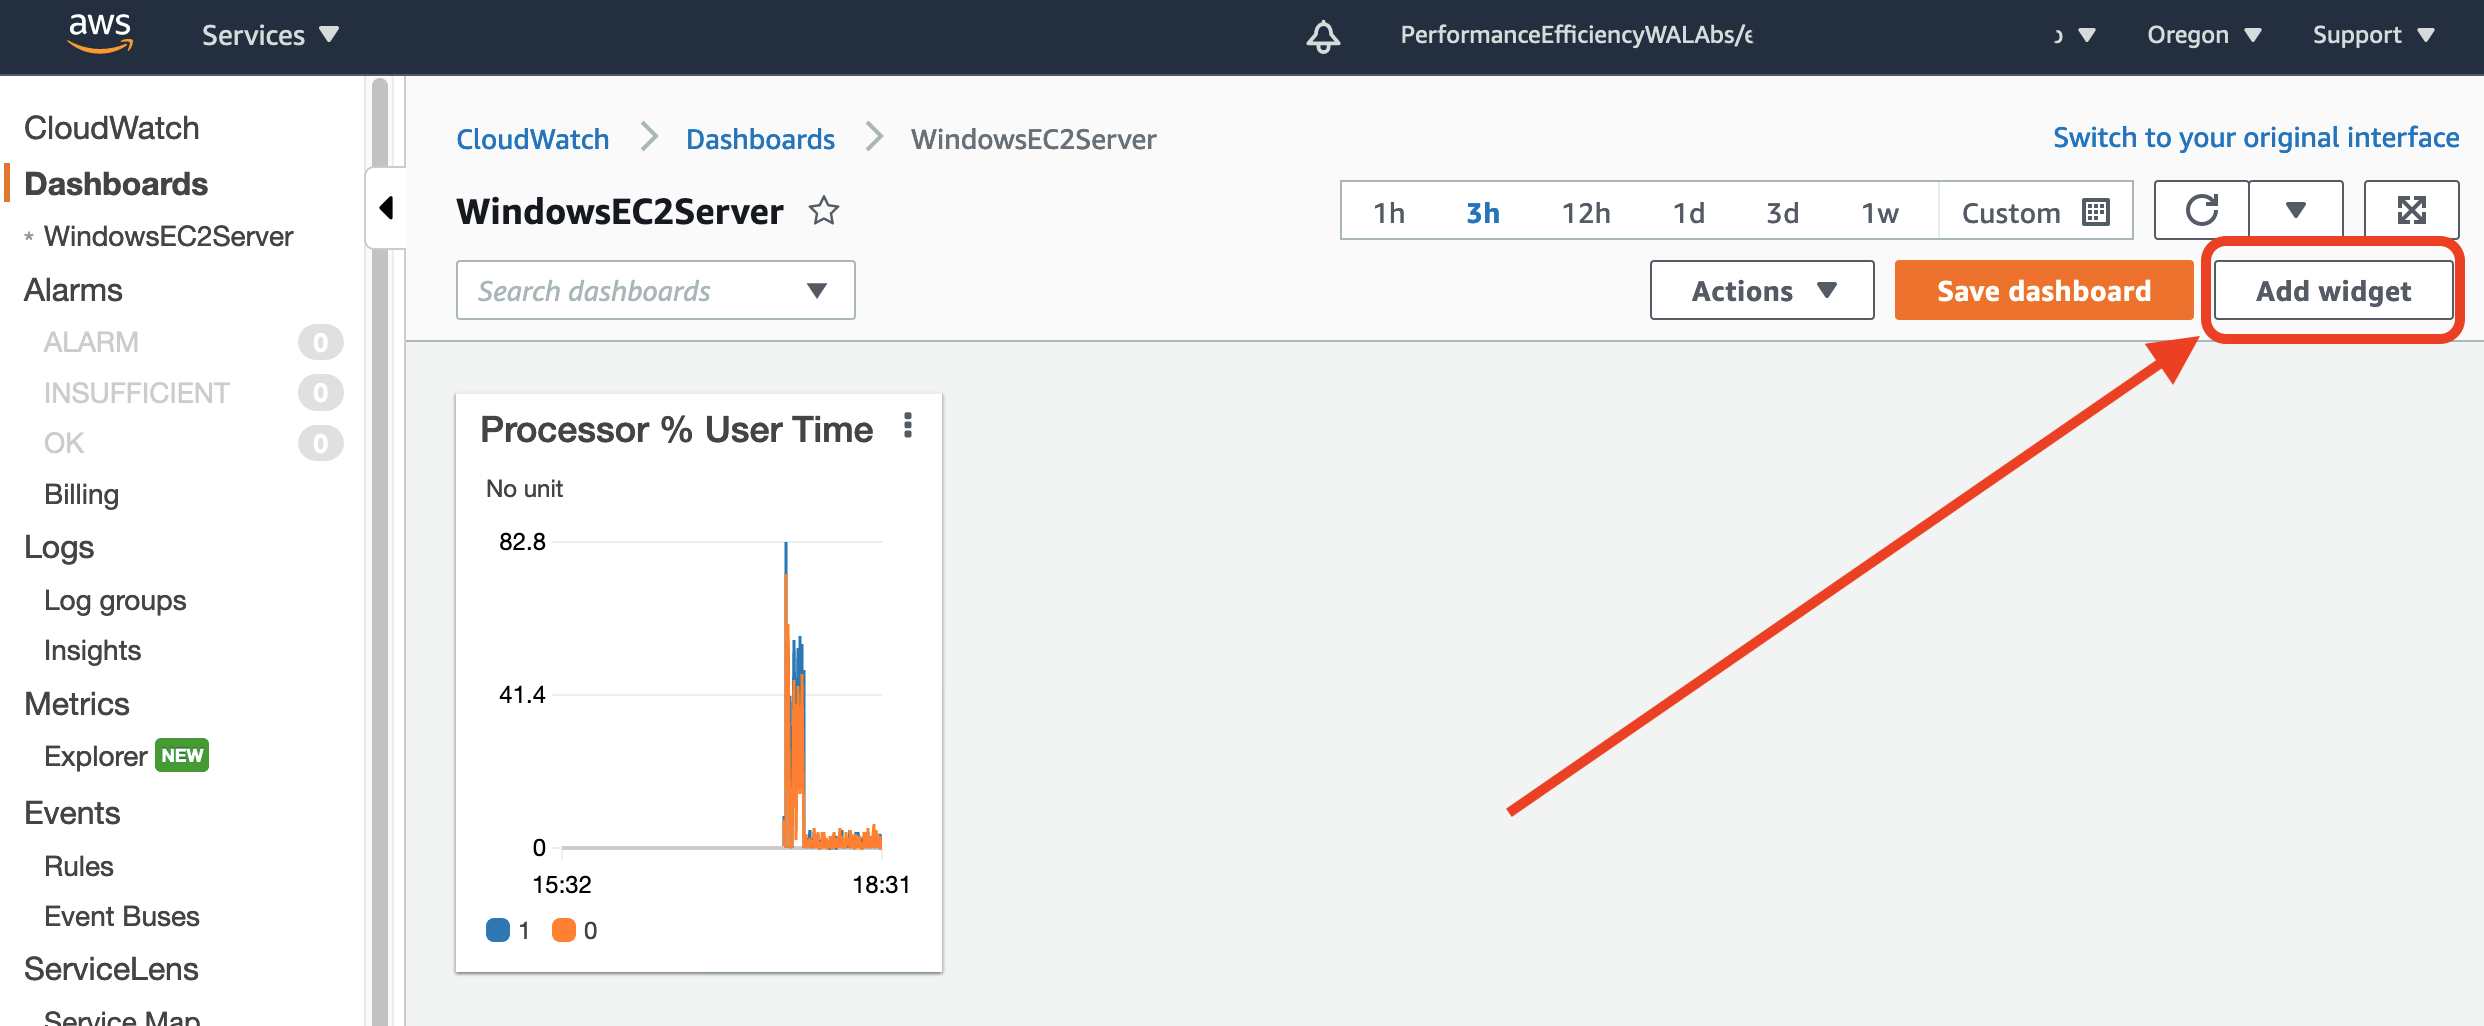 aws Services PerformanceEfficiencyWALAbs/e Oregon Support
CloudWatch
Dashboards
* WindowsEC2Server
Alarms
ALARM 0
INSUFFICIENT 0
OK 0
Billing
Logs
Log groups
Insights
Metrics
Explorer NEW
Events
Rules
Event Buses
ServiceLens
Service Map
CloudWatch Dashboards WindowsEC2Server
Switch to your original interface
WindowsEC2Server
1h 3h 12h 1d 3d 1w Custom
Search dashboards
Actions Save dashboard Add widget
Processor % User Time
No unit
82.8
41.4
0
15:32 18:31
1 0